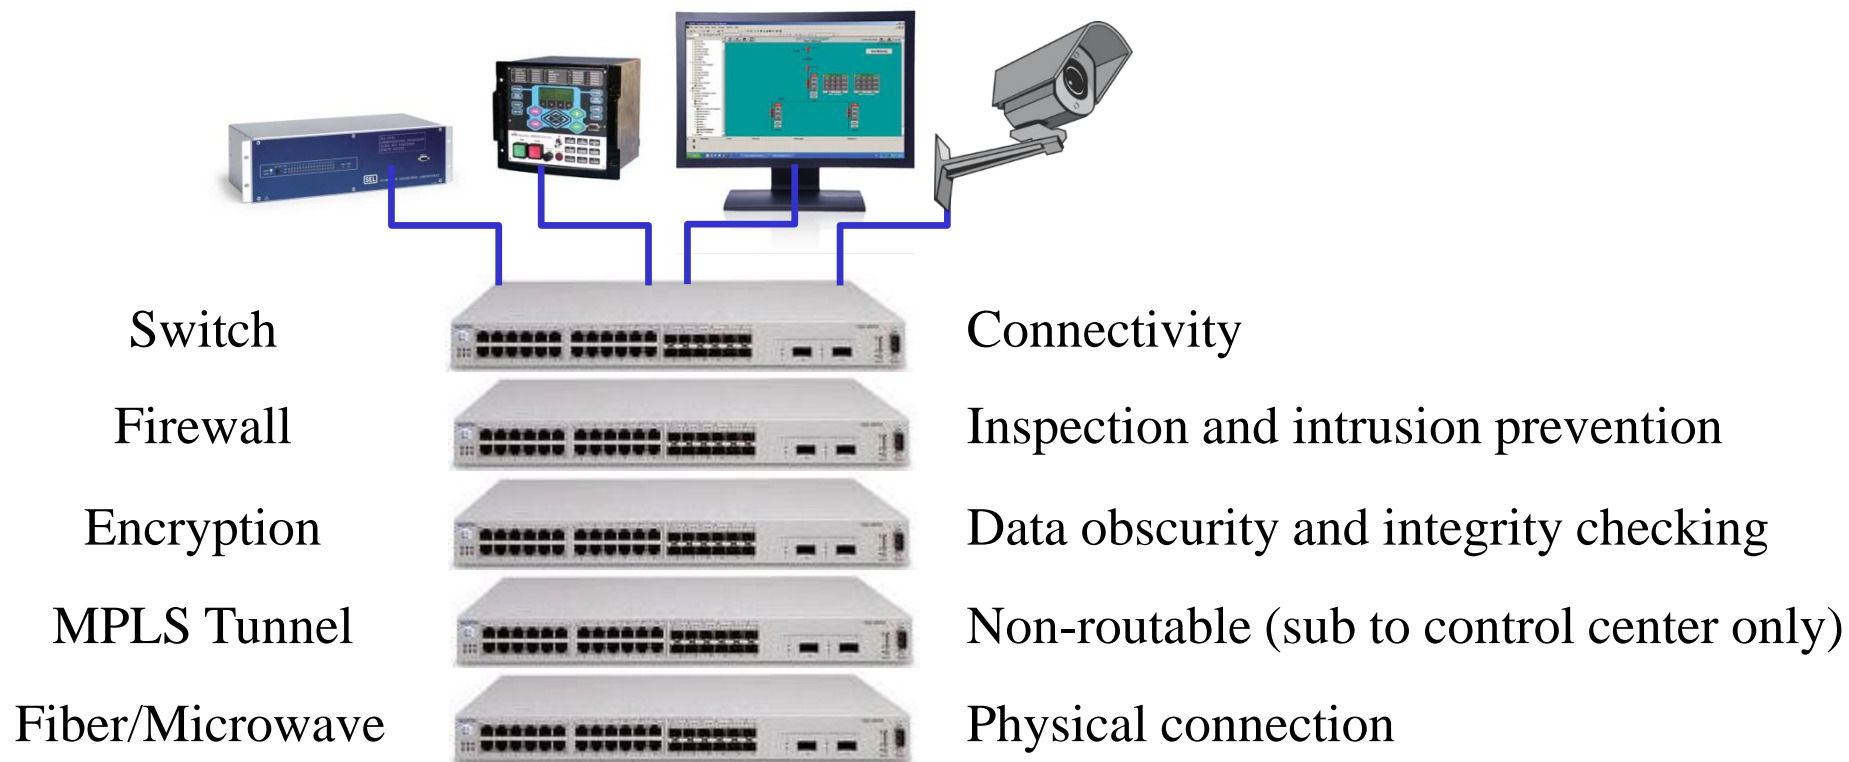 SEL
Switch
Connectivity
Firewall
Inspection and intrusion prevention
Encryption
Data obscurity and integrity checking
MPLS Tunnel
Non-routable (sub to control center only)
Fiber/Microwave
Physical connection